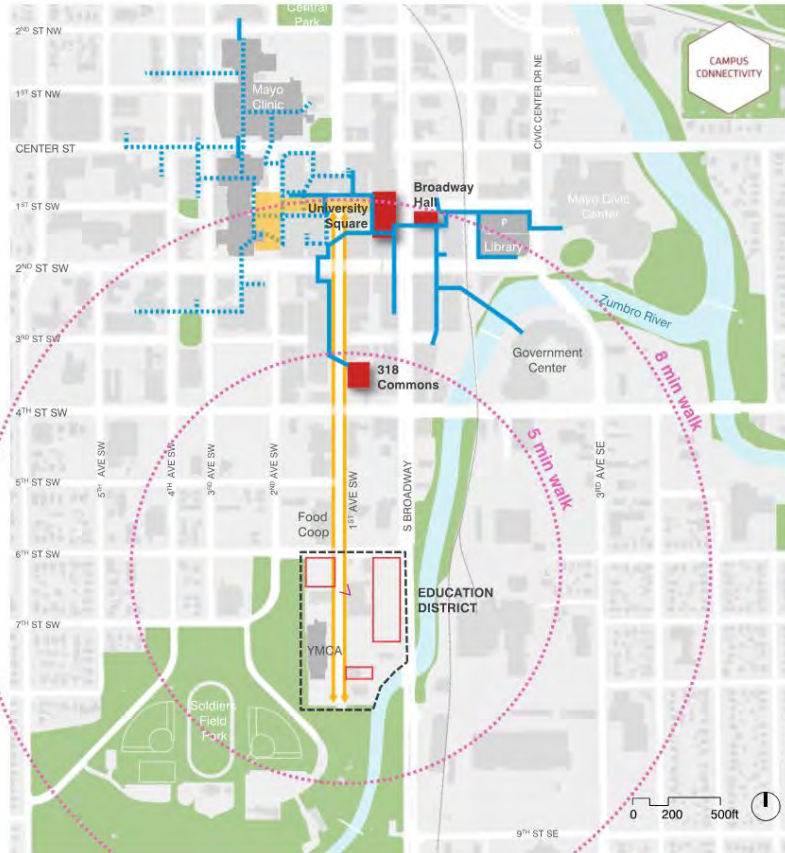 Central
Park
2ND ST NW
CAMPUS
CONNECTIVITY
CIVIC CENTER DR NE
Mayo
Clinic
1ST ST NW
CENTER ST
Broadway
Hall
1ST ST SW
University
Square
P
Library
Mayo Civic
Center
2ND ST SW
Zumbro River
3RD ST SW
Government
Center
8 min walk
318
Commons
4TH ST SW
5 min walk
5TH AVE SW
4TH AVE SW
3RD AVE SW
2ND AVE SW
1ST AVE SW
S BROADWAY
3RD AVE SE
5TH ST SW
Food
Coop
6TH ST SW
EDUCATION
DISTRICT
7TH ST SW
YMCA
Soldiers
Field
Park
0 200 500ft
9TH ST SE